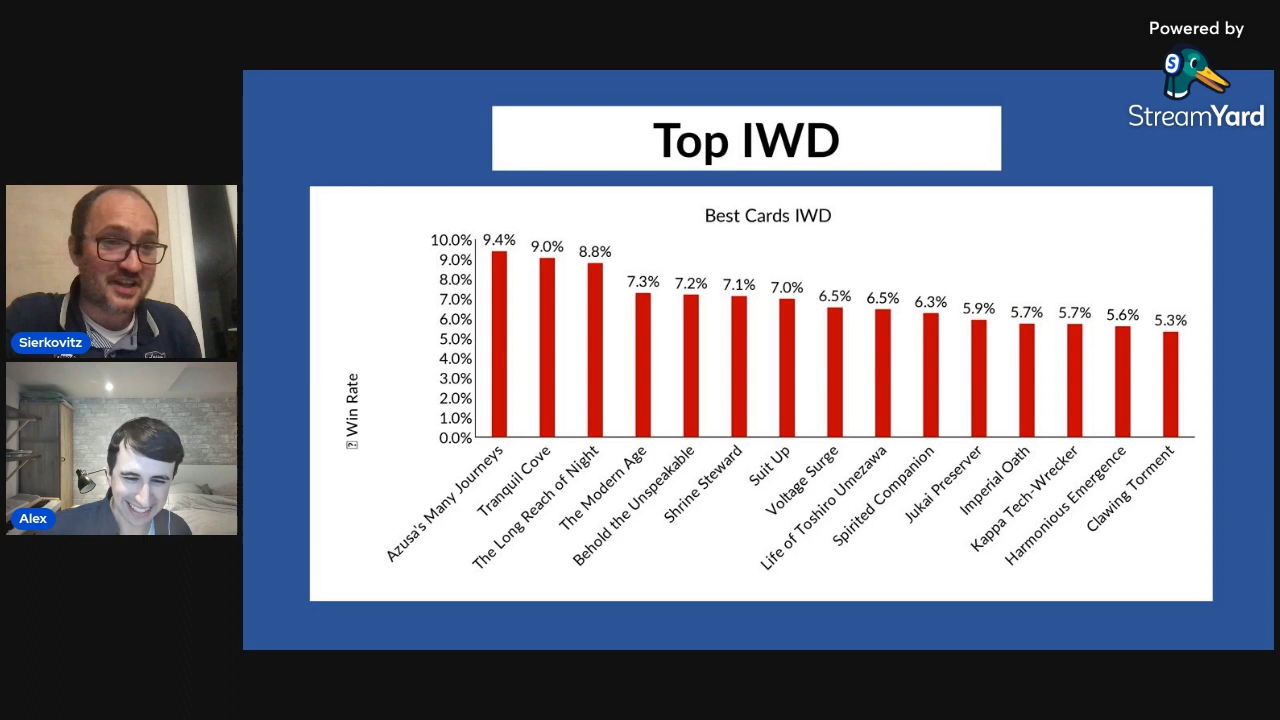 Powered by
S
StreamYard
Top IWD
Best Cards IWD
10.0%
9.0%
8.0%
7.0%
6.0%
5.0%
4.0%
3.0%
2.0%
1.0%
0.0%
9.4%
9.0%
8.8%
7.3%
7.2%
7.1%
7.0%
6.5%
6.5%
6.3%
5.9%
5.7%
5.7%
5.6%
5.3%
Win Rate
Azusa's Many Journeys
Tranquil Cove
The Long Reach of Night
The Modern Age
Behold the Unspeakable
Shrine Steward
Suit Up
Voltage Surge
Life of Toshiro Umezawa
Spirited Companion
Jukai Preserver
Imperial Oath
Kappa Tech-Wrecker
Harmonious Emergence
Clawing Torment
Sierkovitz
Alex